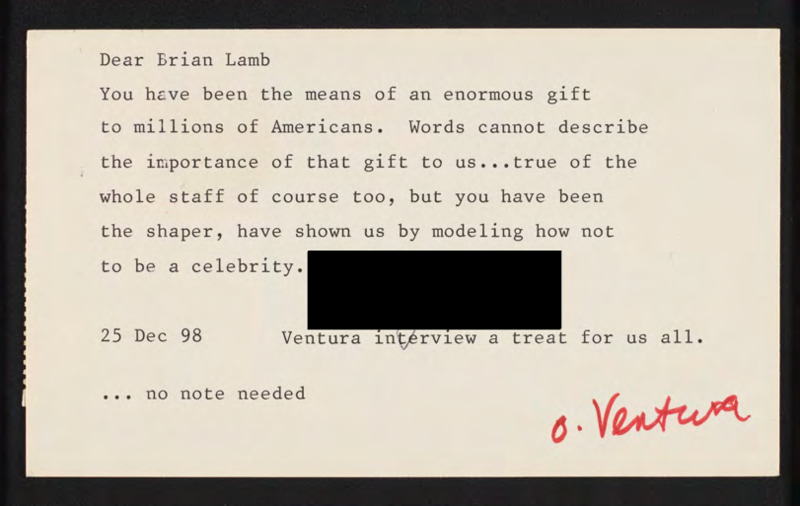 Dear Brian Lamb
You have been the means of an enormous gift
to millions of Americans. Words cannot describe
the importance of that gift to us...true of the
whole staff of course too, but you have been
the shaper, have shown us by modeling how not
to be a celebrity.
25 Dec 98 Ventura interview a treat for us all.
... no note needed
o. Ventura